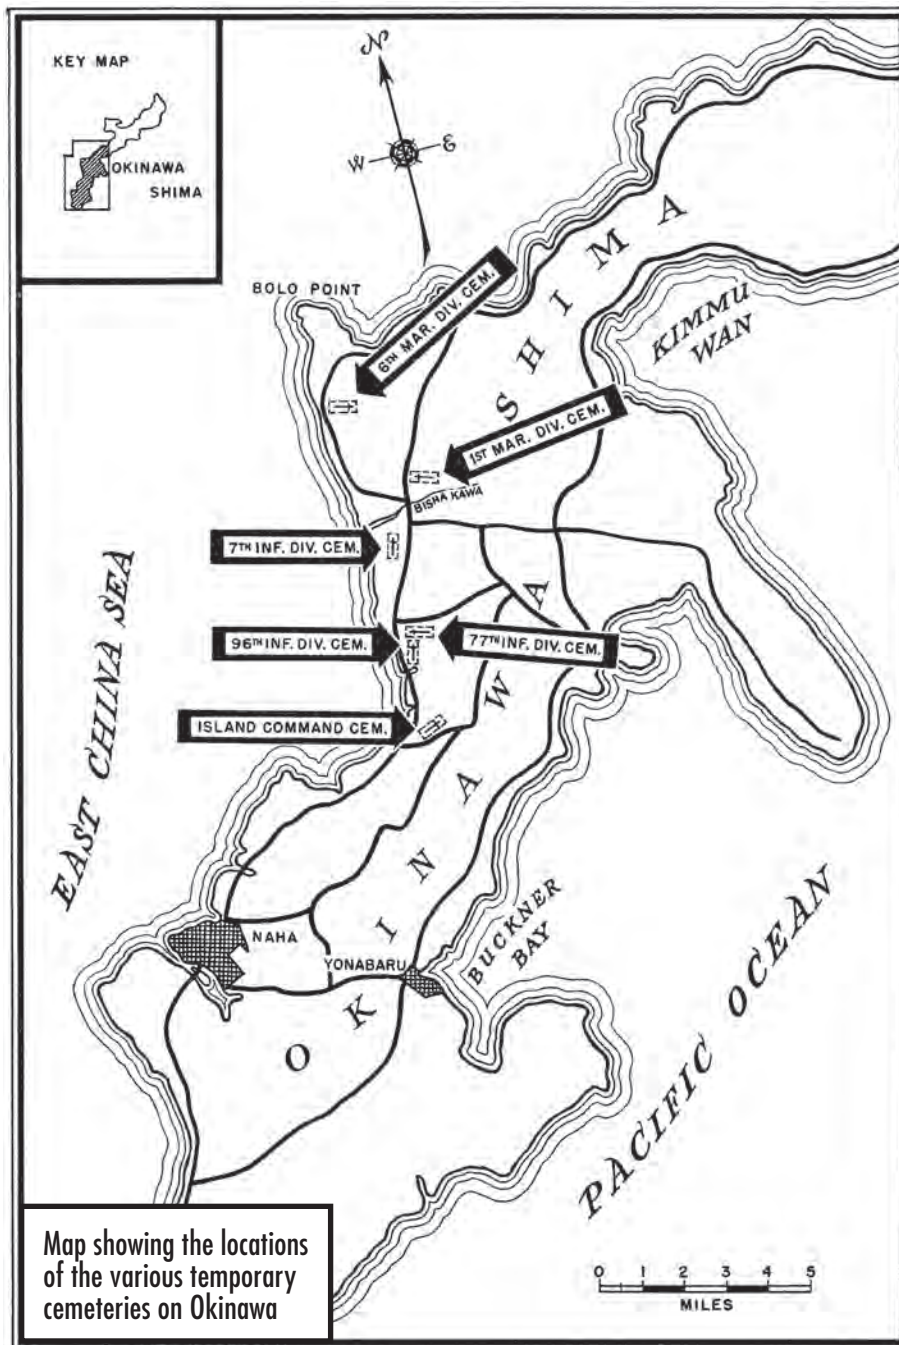 KEY MAP
OKINAWA
SHIMA
N
W
E
BOLO POINT
6TH MAR. DIV. CEM.
KIMMU
WAN
1ST MAR. DIV. CEM.
BISHA KAWA
7TH INF. DIV. CEM.
96TH INF. DIV. CEM.
77TH INF. DIV. CEM.
ISLAND COMMAND CEM.
OKINAWA SHIMA
EAST CHINA SEA
NAHA
YONABARU
BUCKNER
BAY
PACIFIC OCEAN
Map showing the locations
of the various temporary
cemeteries on Okinawa
0 1 2 3 4 5
MILES